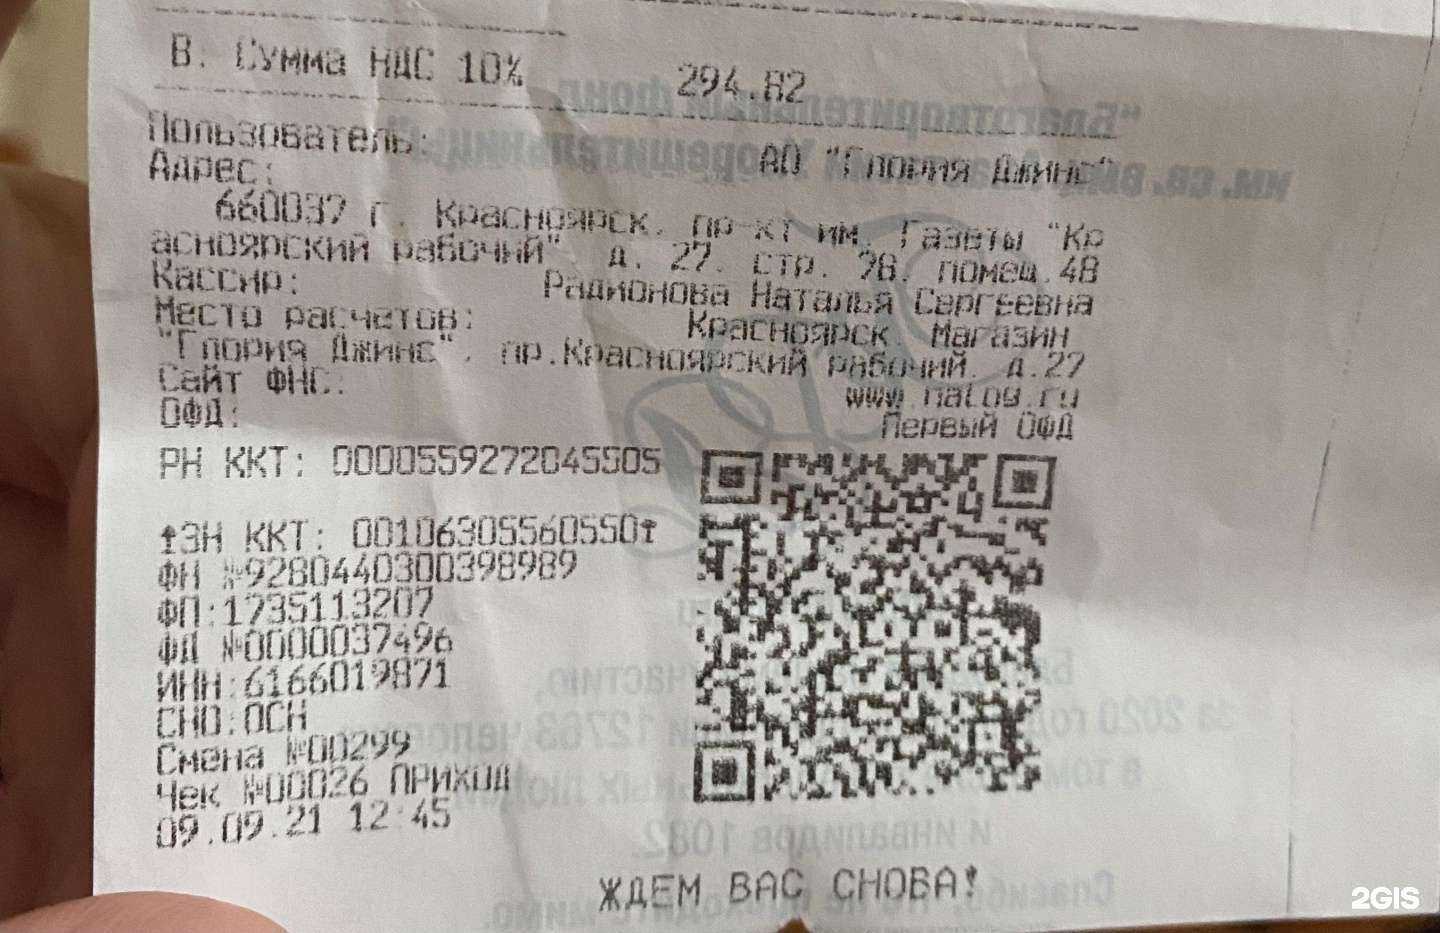 В. Сумма НДС 10% 294.82
Пользователь:
АО "Глория Джинс"
Адрес:
660037 г. Красноярск, пр-кт им. Газеты "Кр
асноярский рабочий", д. 27, стр. 78, помещ.48
Кассир: Радионова Наталья Сергеевна
Место расчетов: Красноярск, Магазин
"Глория Джинс", пр.Красноярский рабочий, д.27
Сайт ФНС: www.nalog.ru
ОФД: Первый ОФД
РН ККТ: 0000559272045505
ЗН ККТ: 00106305560550
ФН №9280440300398989
ФП:1735113207
ФД №0000037496
ИНН:6166019871
СНО:ОСН
Смена №00299
Чек №00026 ПРИХОД
09.09.21 12:45
ЖДЕМ ВАС СНОВА!
2GIS